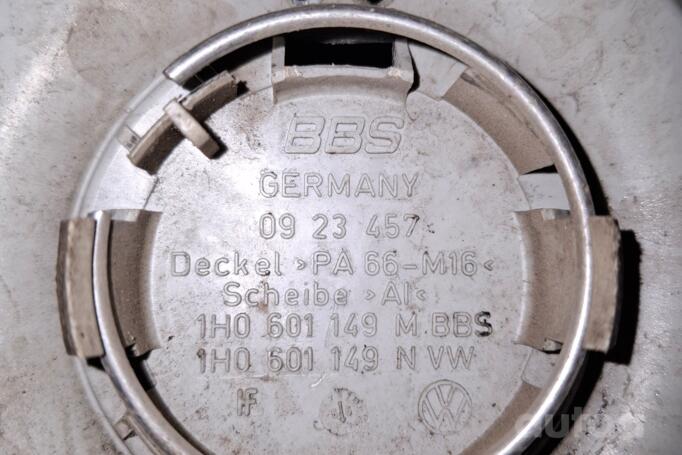 BBS
GERMANY
09 23 457
Deckel >PA 66-M16<
Scheibe >Al<
1H0 601 149 M.BBS
1H0 601 149 N VW